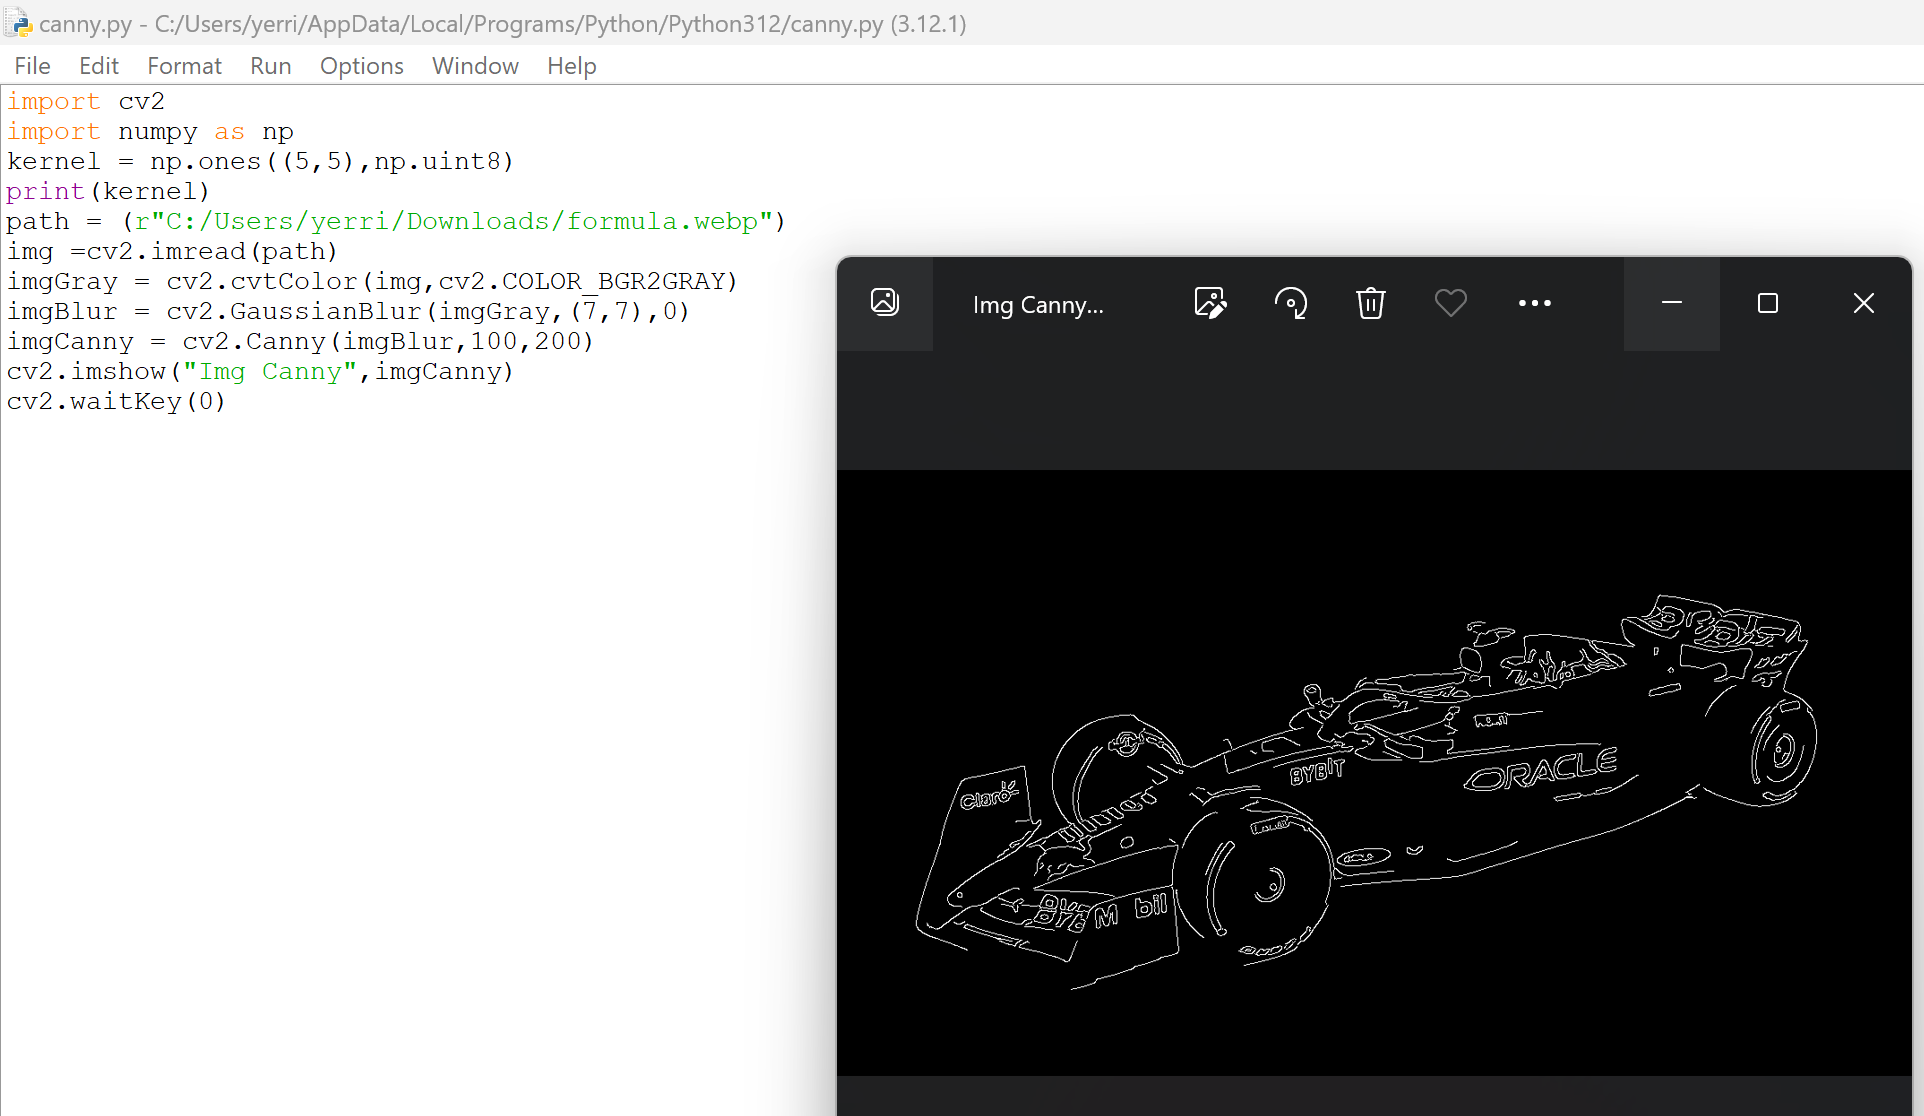 canny.py - C:/Users/yerri/AppData/Local/Programs/Python/Python312/canny.py (3.12.1)
File Edit Format Run Options Window Help
import cv2
import numpy as np
kernel = np.ones((5,5),np.uint8)
print(kernel)
path = (r"C:/Users/yerri/Downloads/formula.webp")
img =cv2.imread(path)
imgGray = cv2.cvtColor(img,cv2.COLOR_BGR2GRAY)
imgBlur = cv2.GaussianBlur(imgGray,(7,7),0)
imgCanny = cv2.Canny(imgBlur,100,200)
cv2.imshow("Img Canny",imgCanny)
cv2.waitKey(0)
Img Canny...
BYBIT
ORACLE
Claro
M bil